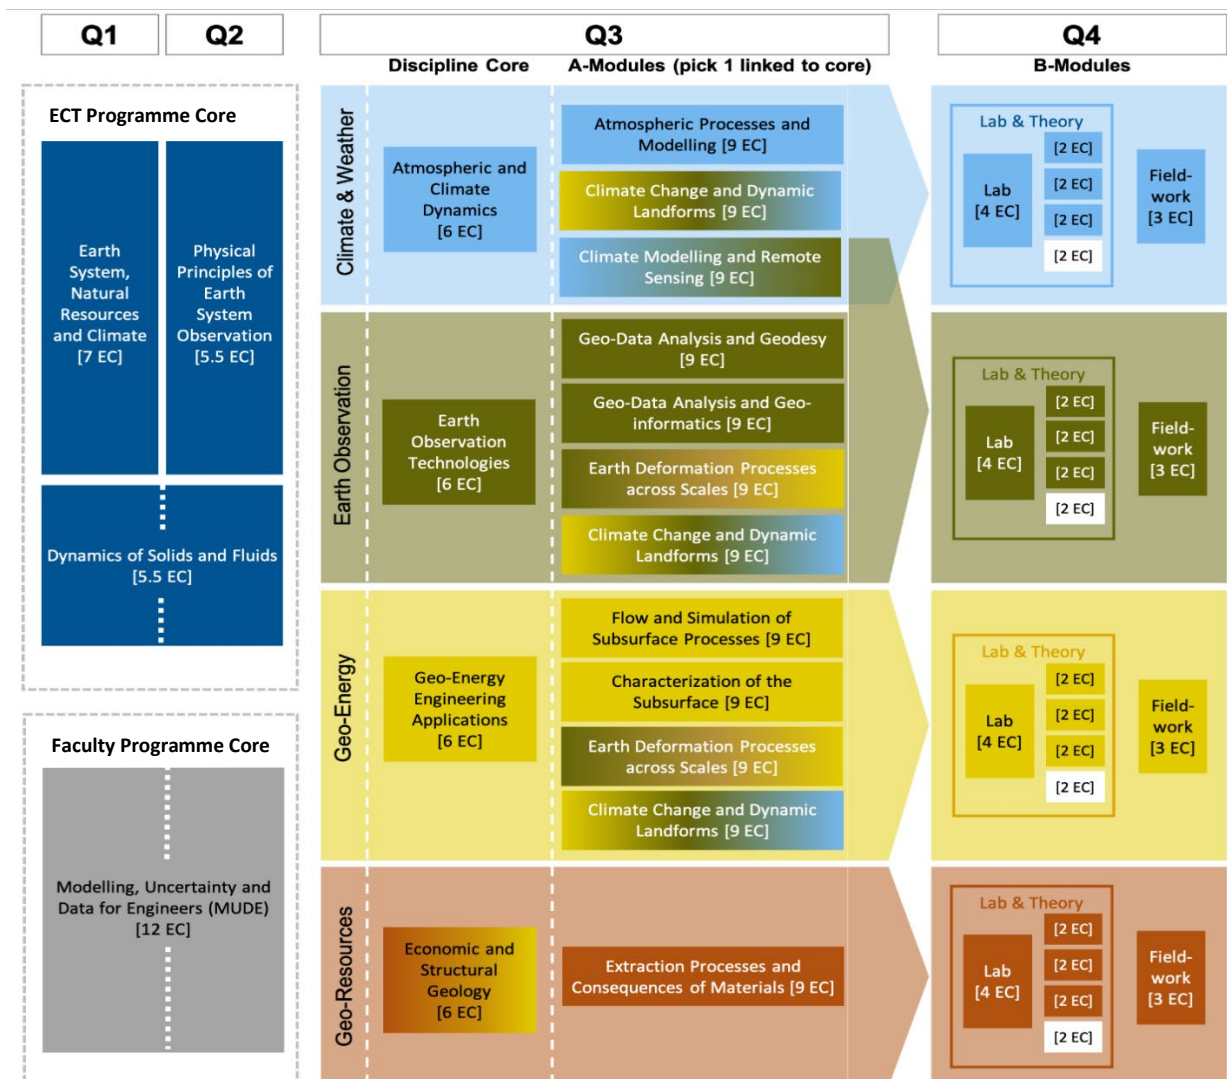 Q1
Q2
Q3
Q4
Discipline Core
A-Modules (pick 1 linked to core)
B-Modules
ECT Programme Core
Earth
System,
Natural
Resources
and Climate
[7 EC]
Physical
Principles of
Earth
System
Observation
[5.5 EC]
Dynamics of Solids and Fluids
[5.5 EC]
Faculty Programme Core
Modelling, Uncertainty and
Data for Engineers (MUDE)
[12 EC]
Climate & Weather
Atmospheric and
Climate
Dynamics
[6 EC]
Atmospheric Processes and
Modelling [9 EC]
Climate Change and Dynamic
Landforms [9 EC]
Climate Modelling and Remote
Sensing [9 EC]
Lab & Theory
Lab
[4 EC]
[2 EC]
[2 EC]
[2 EC]
[2 EC]
Field-
work
[3 EC]
Earth Observation
Earth
Observation
Technologies
[6 EC]
Geo-Data Analysis and Geodesy
[9 EC]
Geo-Data Analysis and Geo-
informatics [9 EC]
Earth Deformation Processes
across Scales [9 EC]
Climate Change and Dynamic
Landforms [9 EC]
Lab & Theory
Lab
[4 EC]
[2 EC]
[2 EC]
[2 EC]
[2 EC]
Field-
work
[3 EC]
Geo-Energy
Geo-Energy
Engineering
Applications
[6 EC]
Flow and Simulation of
Subsurface Processes [9 EC]
Characterization of the
Subsurface [9 EC]
Earth Deformation Processes
across Scales [9 EC]
Climate Change and Dynamic
Landforms [9 EC]
Lab & Theory
Lab
[4 EC]
[2 EC]
[2 EC]
[2 EC]
[2 EC]
Field-
work
[3 EC]
Geo-Resources
Economic and
Structural
Geology
[6 EC]
Extraction Processes and
Consequences of Materials [9 EC]
Lab & Theory
Lab
[4 EC]
[2 EC]
[2 EC]
[2 EC]
[2 EC]
Field-
work
[3 EC]